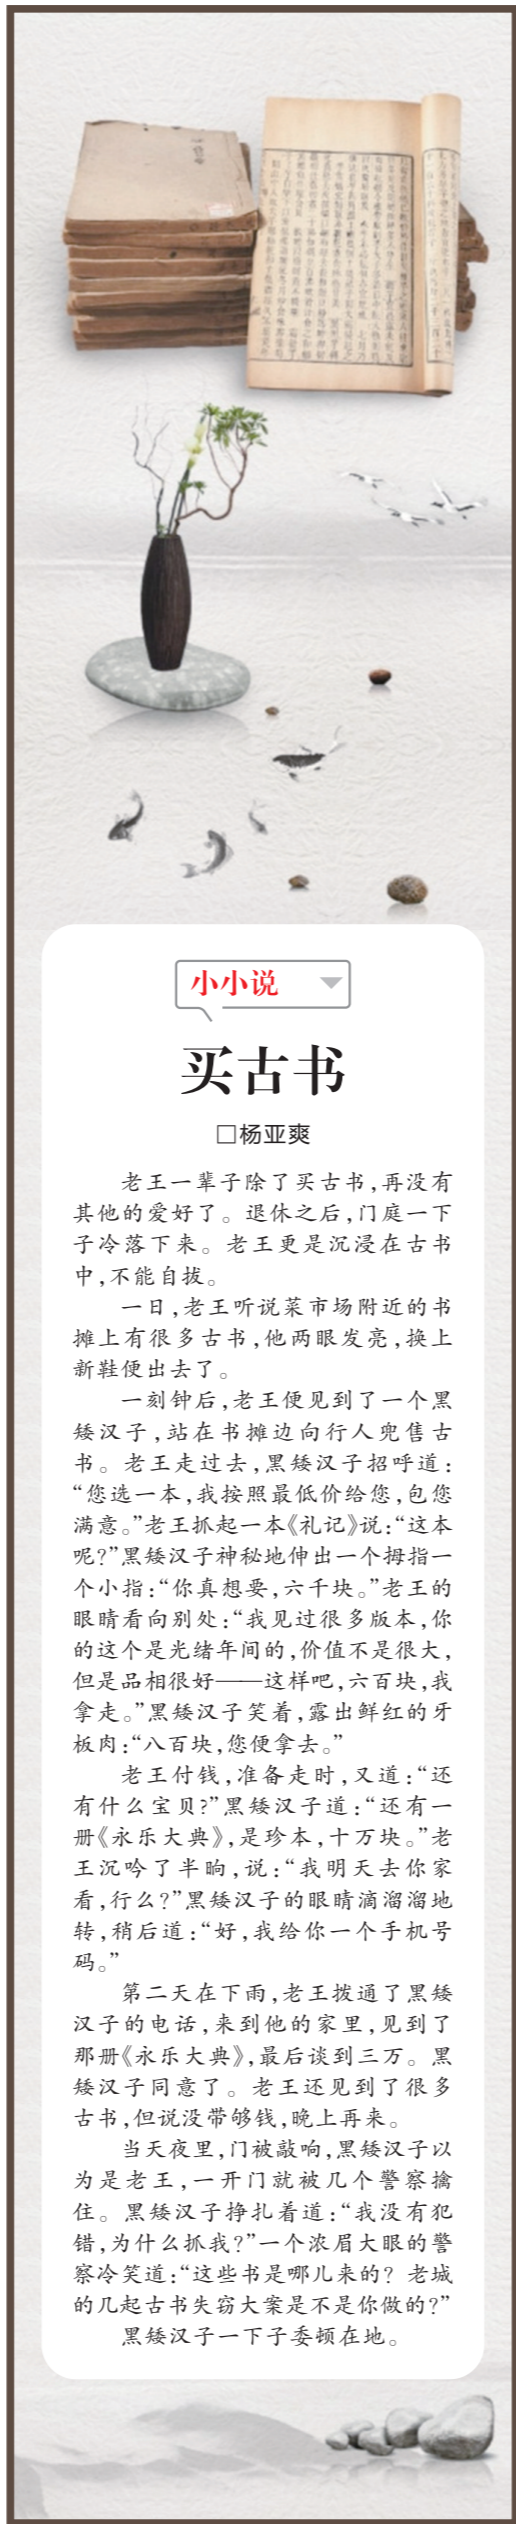 小小说
买古书
□杨亚爽
老王一辈子除了买古书,再没有
其他的爱好了。退休之后,门庭一下
子冷落下来。老王更是沉浸在古书
中,不能自拔。
一日,老王听说菜市场附近的书
摊上有很多古书,他两眼发亮,换上
新鞋便出去了。
一刻钟后,老王便见到了一个黑
矮汉子,站在书摊边向行人兜售古
书。老王走过去,黑矮汉子招呼道:
“您选一本,我按照最低价给您,包您
满意。”老王抓起一本《礼记》说:“这本
呢?”黑矮汉子神秘地伸出一个拇指一
个小指:“你真想要,六千块。”老王的
眼睛看向别处:“我见过很多版本,你
的这个是光绪年间的,价值不是很大,
但是品相很好——这样吧,六百块,我
拿走。”黑矮汉子笑着,露出鲜红的牙
板肉:“八百块,您便拿去。”
老王付钱,准备走时,又道:“还
有什么宝贝?”黑矮汉子道:“还有一
册《永乐大典》,是珍本,十万块。”老
王沉吟了半晌,说:“我明天去你家
看,行么?”黑矮汉子的眼睛滴溜溜地
转,稍后道:“好,我给你一个手机号
码。”
第二天在下雨,老王拨通了黑矮
汉子的电话,来到他的家里,见到了
那册《永乐大典》,最后谈到三万。黑
矮汉子同意了。老王还见到了很多
古书,但说没带够钱,晚上再来。
当天夜里,门被敲响,黑矮汉子以
为是老王,一开门就被几个警察擒
住。黑矮汉子挣扎着道:“我没有犯
错,为什么抓我?”一个浓眉大眼的警
察冷笑道:“这些书是哪儿来的?老城
的几起古书失窃大案是不是你做的?”
黑矮汉子一下子委顿在地。